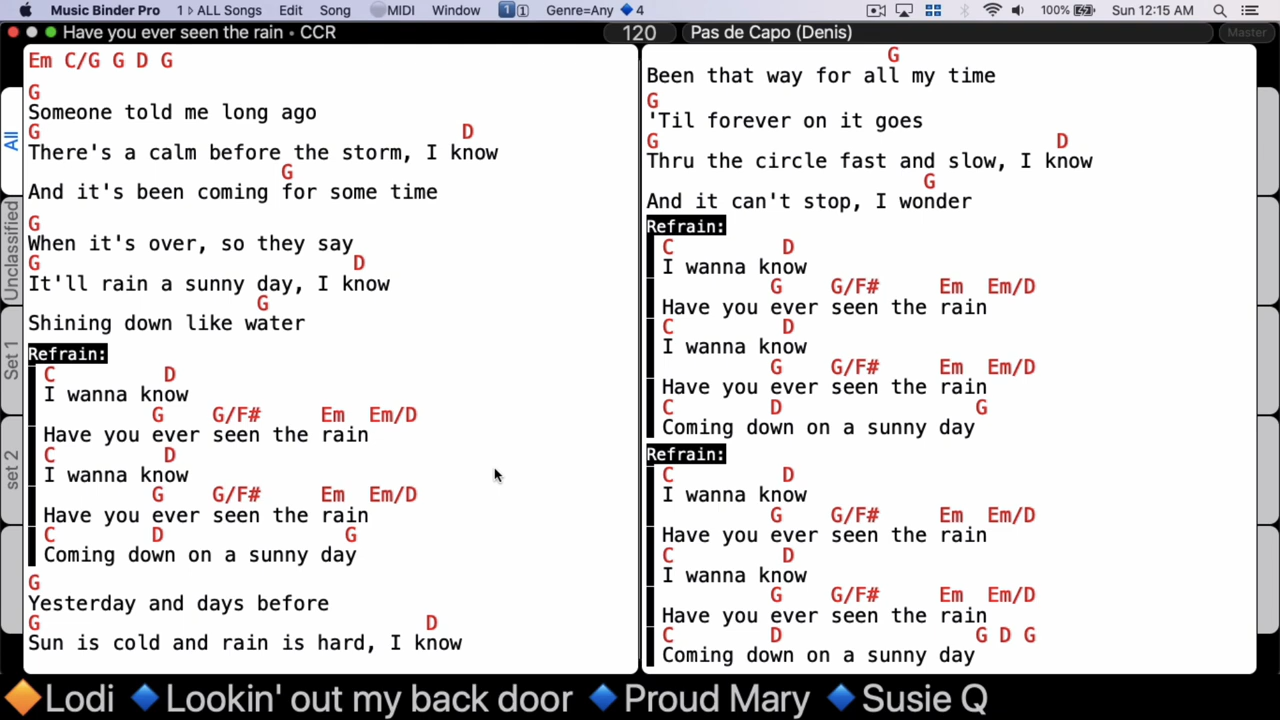 Music Binder Pro 1 ▷ ALL Songs Edit Song MIDI Window 1 1 Genre=Any 4 100% Sun 12:15 AM
Have you ever seen the rain • CCR 120 Pas de Capo (Denis) Master
All
Unclassified
Set 1
set 2
Em C/G G D G
G
Someone told me long ago
G D
There's a calm before the storm, I know
G
And it's been coming for some time
G
When it's over, so they say
G D
It'll rain a sunny day, I know
G
Shining down like water
Refrain:
C D
I wanna know
G G/F# Em Em/D
Have you ever seen the rain
C D
I wanna know
G G/F# Em Em/D
Have you ever seen the rain
C D G
Coming down on a sunny day
G
Yesterday and days before
G D
Sun is cold and rain is hard, I know
G
Been that way for all my time
G
'Til forever on it goes
G D
Thru the circle fast and slow, I know
G
And it can't stop, I wonder
Refrain:
C D
I wanna know
G G/F# Em Em/D
Have you ever seen the rain
C D
I wanna know
G G/F# Em Em/D
Have you ever seen the rain
C D G
Coming down on a sunny day
Refrain:
C D
I wanna know
G G/F# Em Em/D
Have you ever seen the rain
C D
I wanna know
G G/F# Em Em/D
Have you ever seen the rain
C D G D G
Coming down on a sunny day
Lodi Lookin' out my back door Proud Mary Susie Q